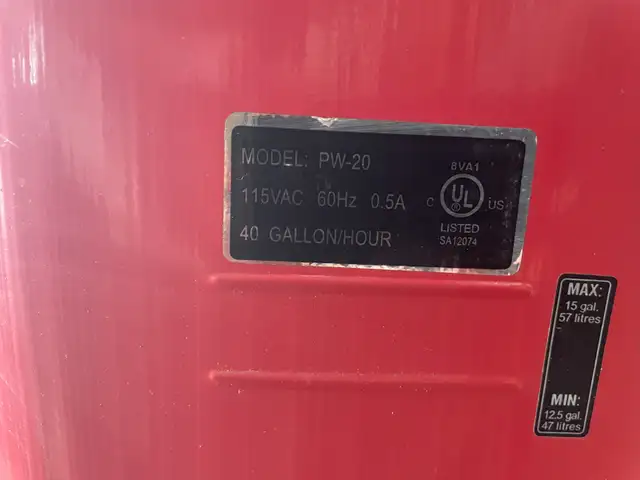 MODEL: PW-20
115VAC 60Hz 0.5A
40 GALLON/HOUR
8VA1
C UL US
LISTED
SA12074
MAX:
15 gal.
57 litres
MIN:
12.5 gal.
47 litres